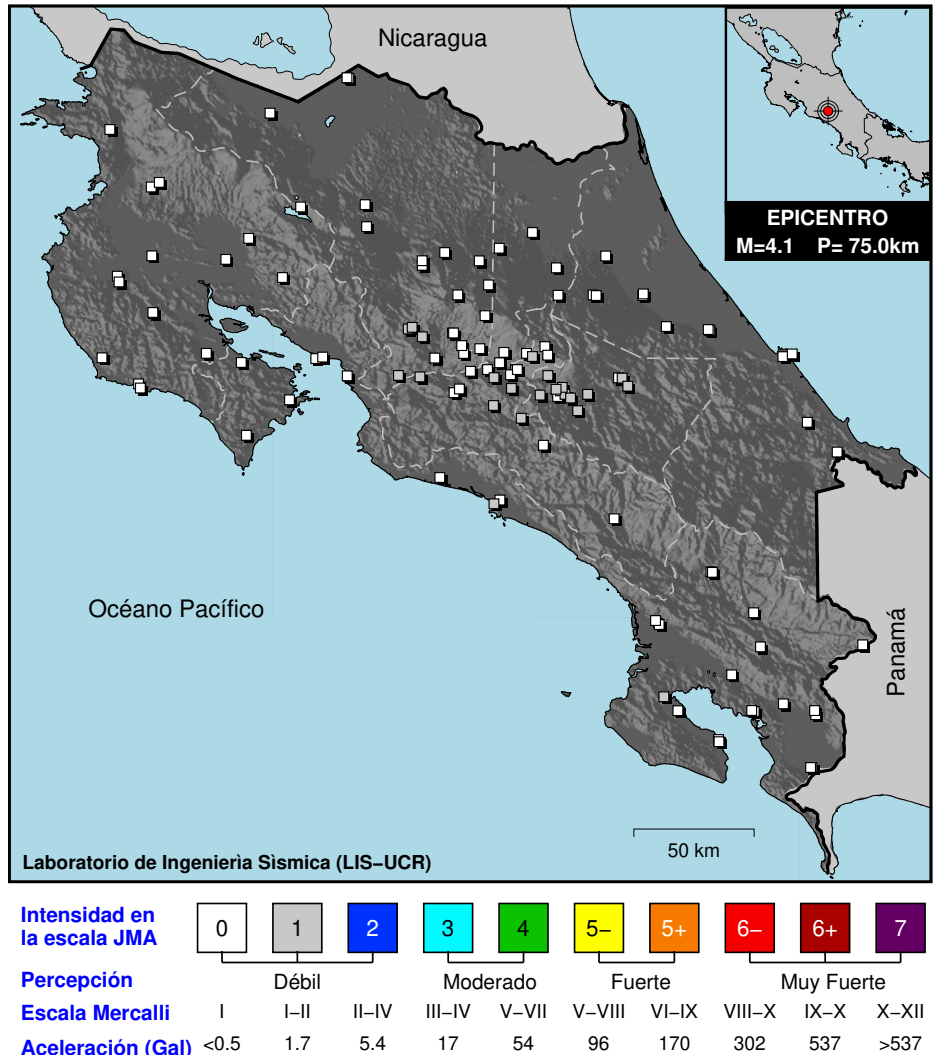 Nicaragua
EPICENTRO
M=4.1 P= 75.0km
Océano Pacífico
Panamá
50 km
Laboratorio de Ingenierìa Sìsmica (LIS−UCR)
Intensidad en
la escala JMA
0 1 2 3 4 5− 5+ 6− 6+ 7
Percepción Débil Moderado Fuerte Muy Fuerte
Escala Mercalli I I−II II−IV III−IV V−VII V−VIII VI−IX VIII−X IX−X X−XII
Aceleración (Gal) <0.5 1.7 5.4 17 54 96 170 302 537 >537